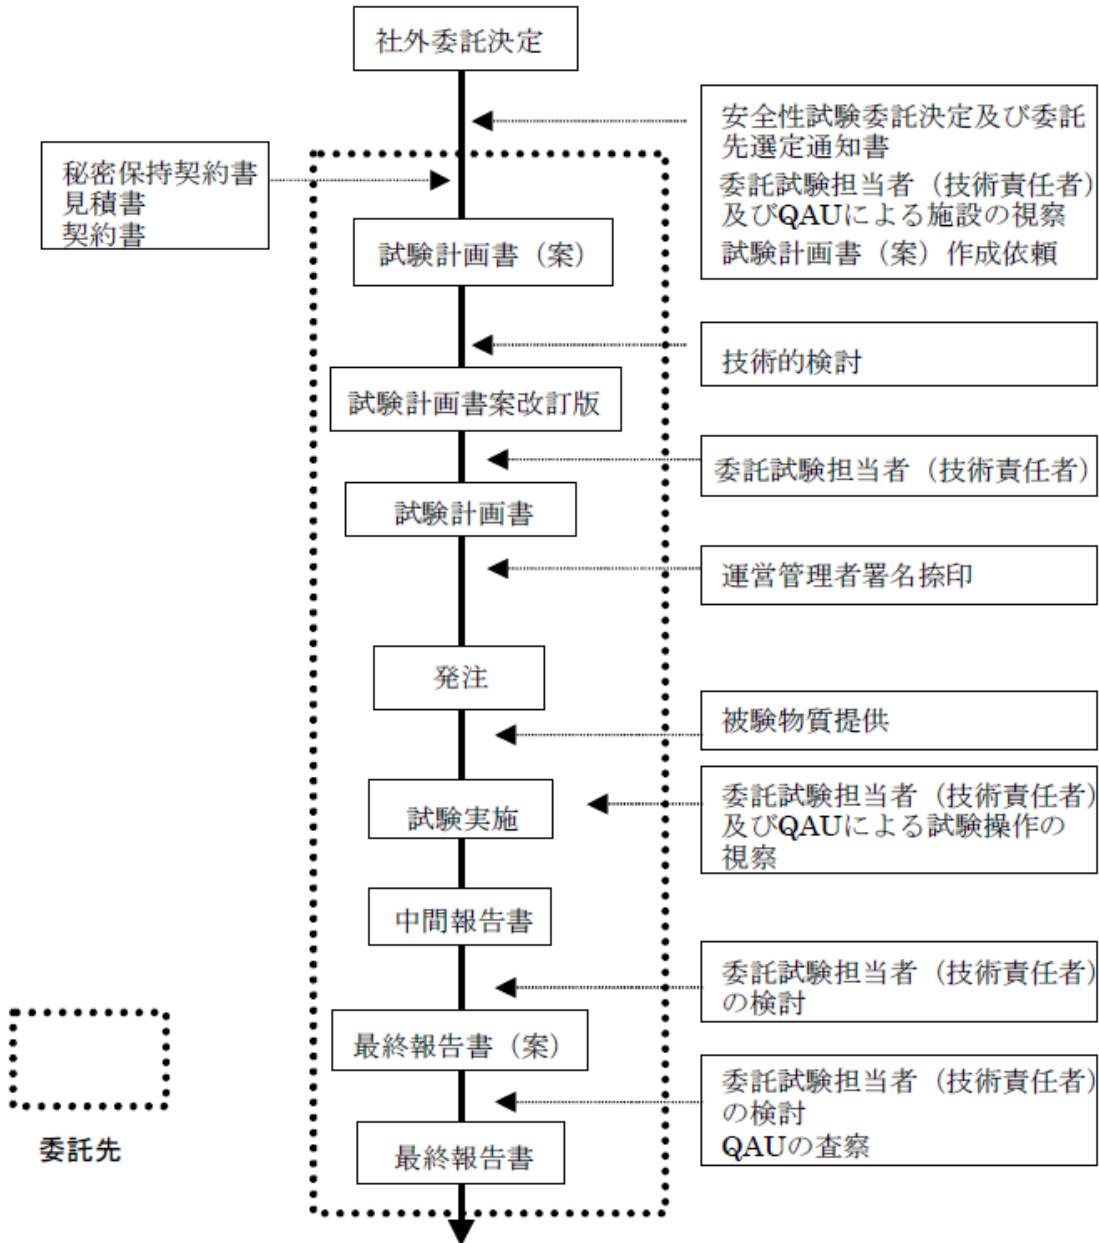 社外委託決定
安全性試験委託決定及び委託
先選定通知書
委託試験担当者（技術責任者）
及びQAUによる施設の視察
試験計画書（案）作成依頼
秘密保持契約書
見積書
契約書
試験計画書（案）
技術的検討
試験計画書案改訂版
委託試験担当者（技術責任者）
試験計画書
運営管理者署名捺印
発注
被験物質提供
試験実施
委託試験担当者（技術責任者）
及びQAUによる試験操作の
視察
中間報告書
委託試験担当者（技術責任者）
の検討
最終報告書（案）
委託試験担当者（技術責任者）
の検討
QAUの査察
最終報告書
委託先